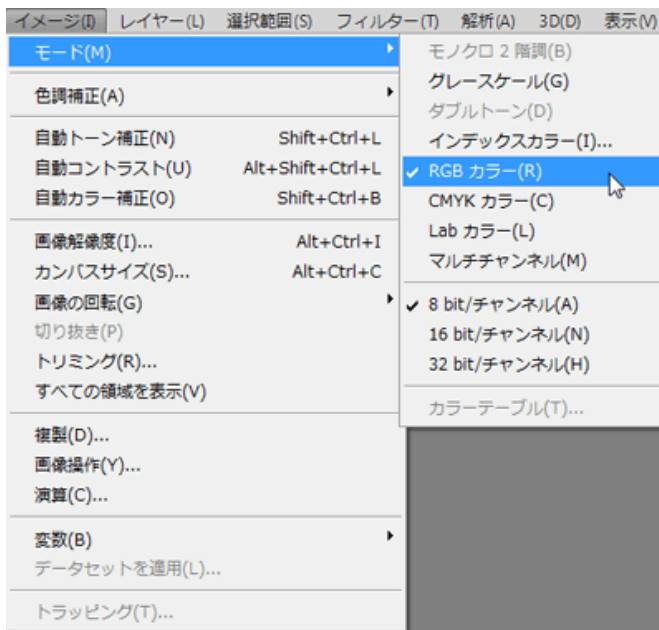 イメージ(I) レイヤー(L) 選択範囲(S) フィルター(T) 解析(A) 3D(D) 表示(V)
モード(M)
色調補正(A)
自動トーン補正(N) Shift+Ctrl+L
自動コントラスト(U) Alt+Shift+Ctrl+L
自動カラー補正(O) Shift+Ctrl+B
画像解像度(I)... Alt+Ctrl+I
カンバスサイズ(S)... Alt+Ctrl+C
画像の回転(G)
切り抜き(P)
トリミング(R)...
すべての領域を表示(V)
複製(D)...
画像操作(Y)...
演算(C)...
変数(B)
データセットを適用(L)...
トラッピング(T)...
モノクロ 2 階調(B)
グレースケール(G)
ダブルトーン(D)
インデックスカラー(I)...
RGB カラー(R)
CMYK カラー(C)
Lab カラー(L)
マルチチャンネル(M)
8 bit/チャンネル(A)
16 bit/チャンネル(N)
32 bit/チャンネル(H)
カラーテーブル(T)...